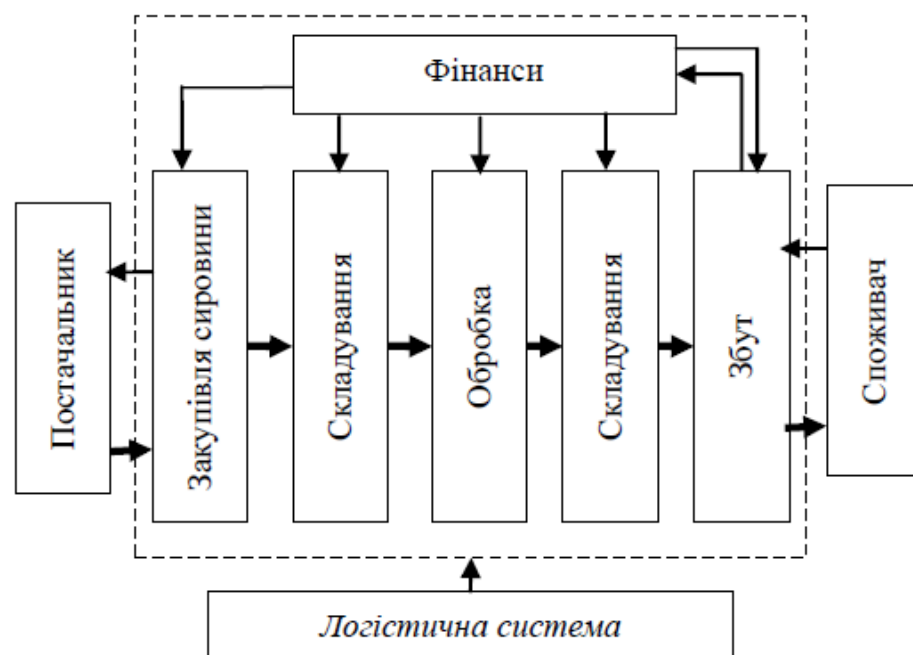 Фінанси
Постачальник
Закупівля сировини
Складування
Обробка
Складування
Збут
Споживач
Логістична система